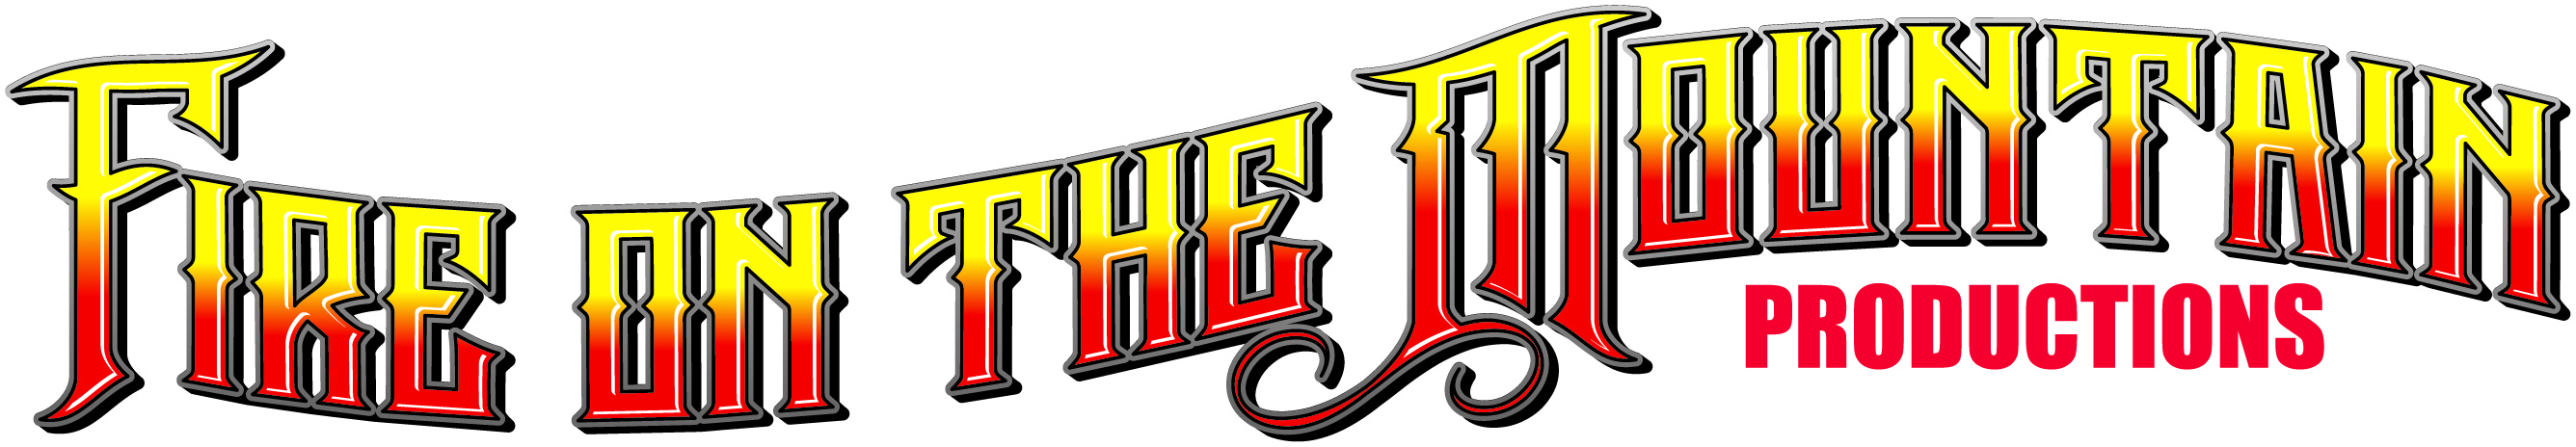 FIRE ON THE MOUNTAIN
PRODUCTIONS